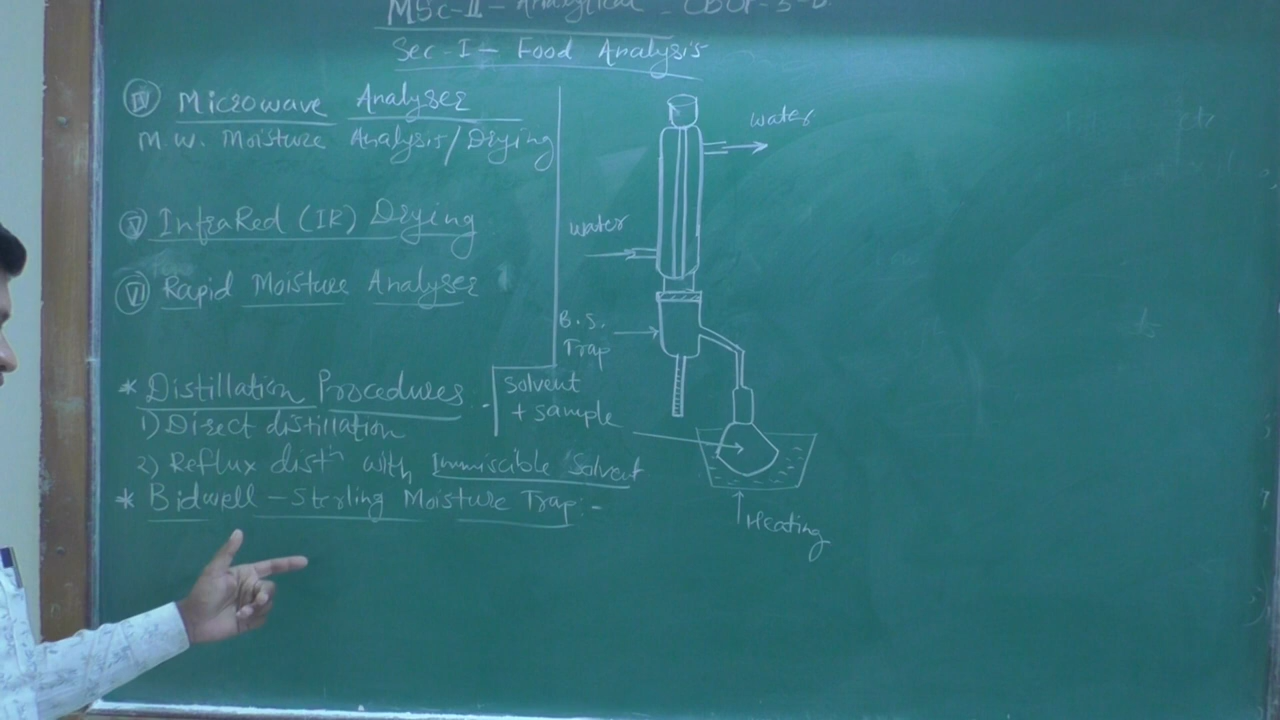 MSc-II - Analytical - CBOP-3-B
Sec-I - Food Analysis
IV Microwave Analyser
M.W. Moisture Analysis/Drying
V InfraRed (IR) Drying
VI Rapid Moisture Analyser
* Distillation Procedures
1) Direct distillation
2) Reflux distn with Immiscible Solvent
* Bidwell - Sterling Moisture Trap :-
water
water
B.S.
Trap
Solvent
+ sample
Heating